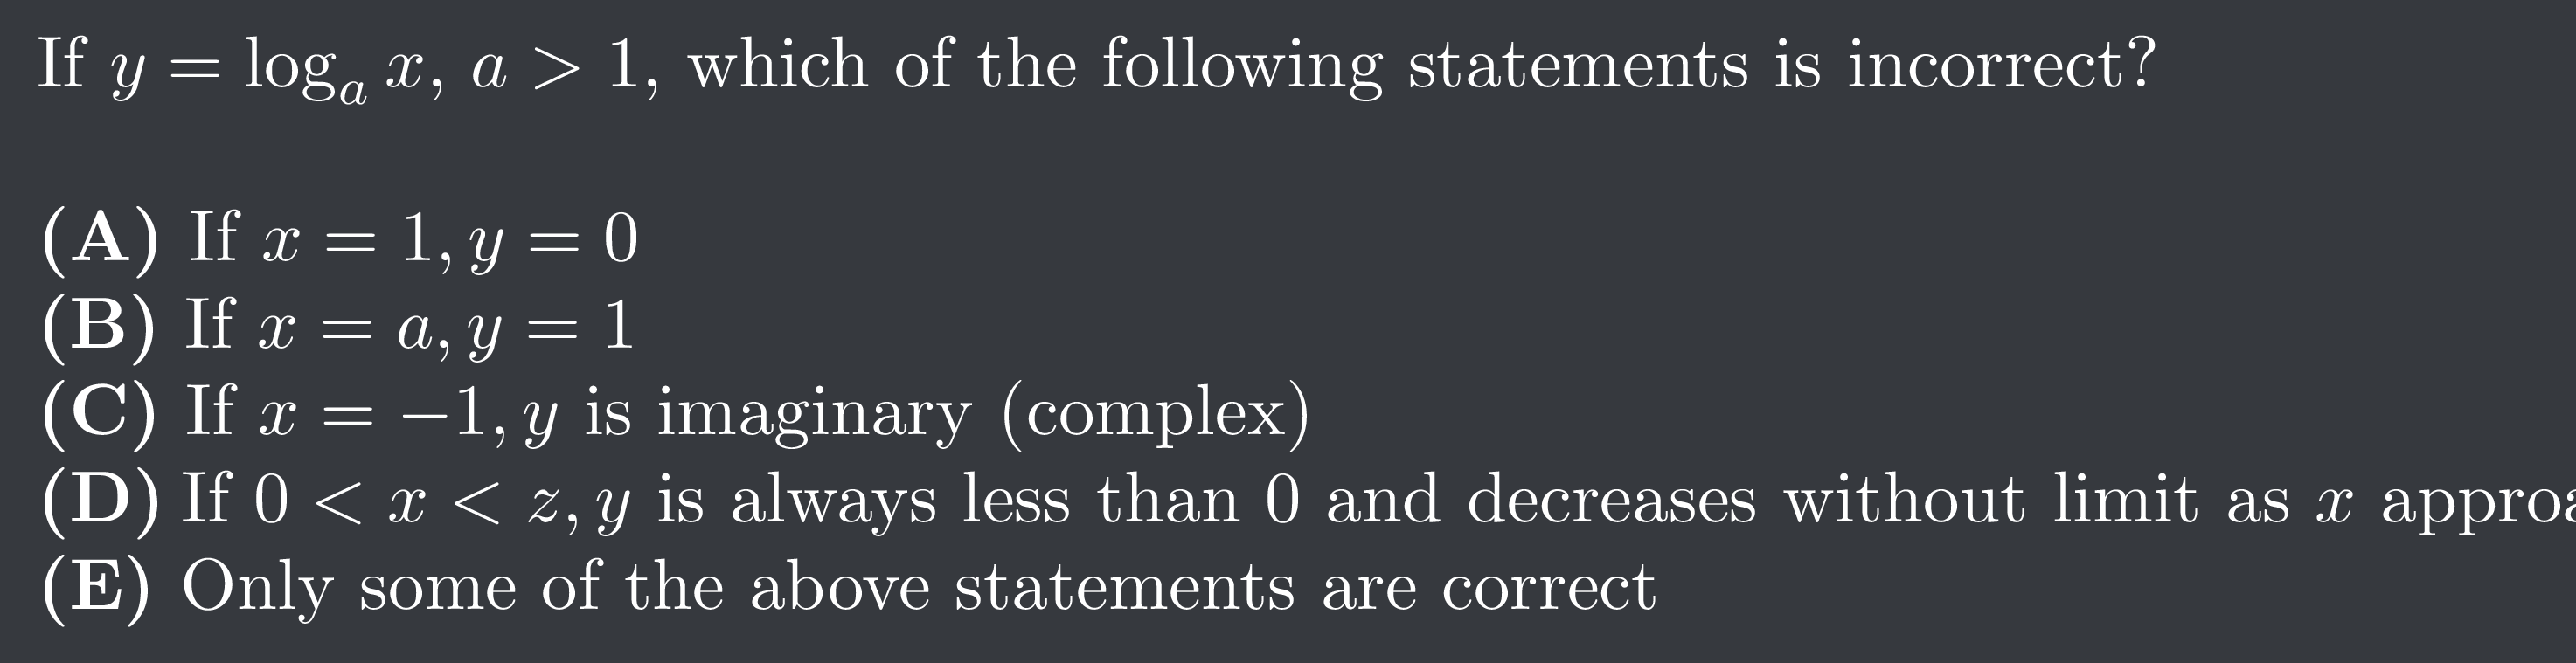 If y = log_a x, a > 1, which of the following statements is incorrect?
(A) If x = 1, y = 0
(B) If x = a, y = 1
(C) If x = −1, y is imaginary (complex)
(D) If 0 < x < z, y is always less than 0 and decreases without limit as x
(E) Only some of the above statements are correct